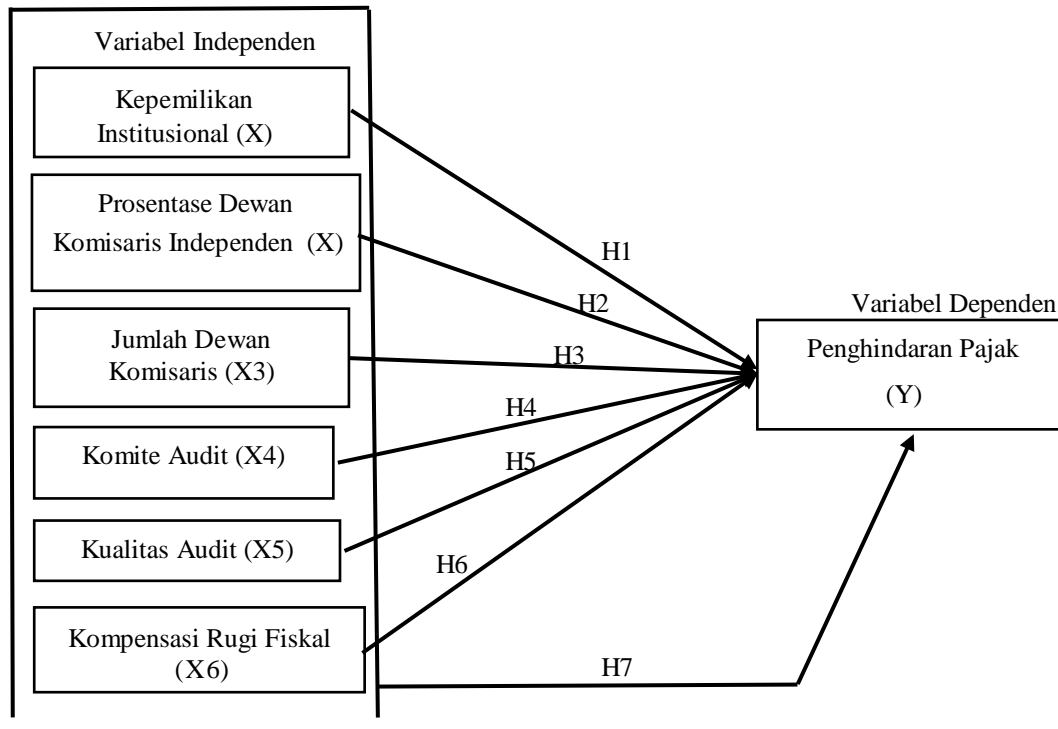 Variabel Independen
Kepemilikan
Institusional (X)
Prosentase Dewan
Komisaris Independen (X)
H1
H2
Variabel Dependen
Jumlah Dewan
Komisaris (X3)
H3
Penghindaran Pajak
(Y)
H4
Komite Audit (X4)
H5
Kualitas Audit (X5)
H6
Kompensasi Rugi Fiskal
(X6)
H7